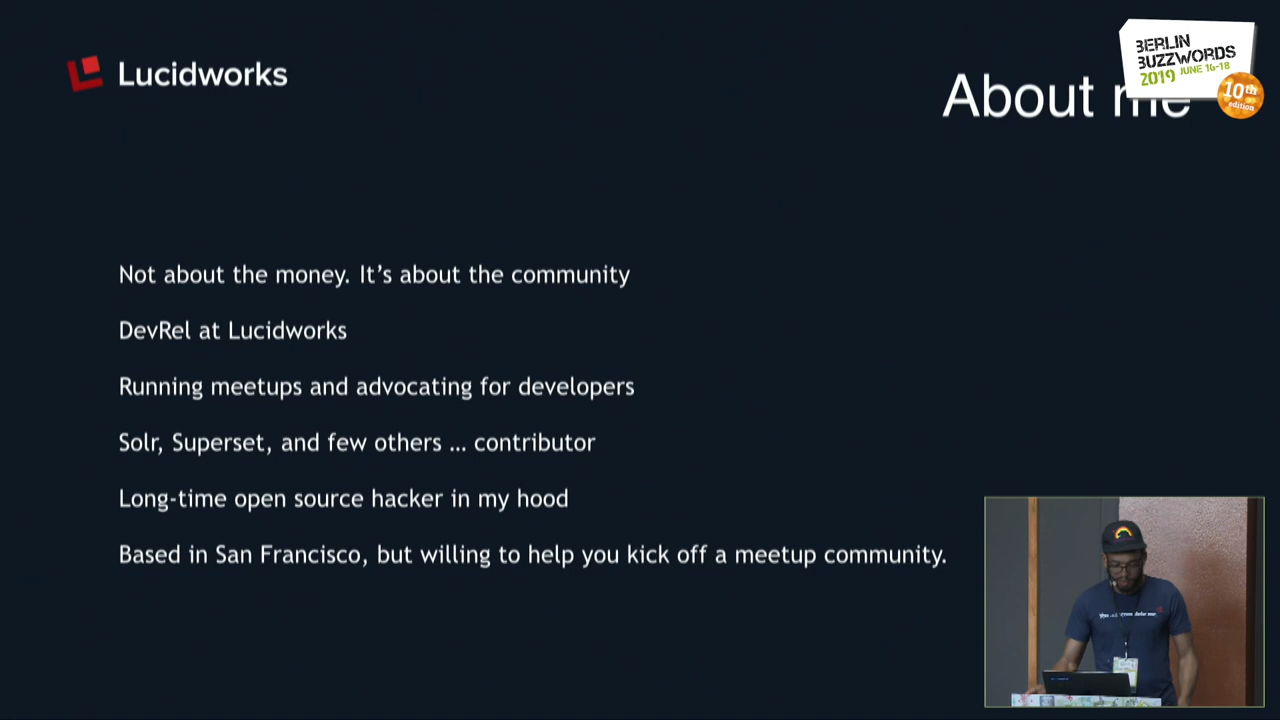 Lucidworks
About me
BERLIN
BUZZWORDS
2019 JUNE 16-18
10th
edition
Not about the money. It’s about the community
DevRel at Lucidworks
Running meetups and advocating for developers
Solr, Superset, and few others … contributor
Long-time open source hacker in my hood
Based in San Francisco, but willing to help you kick off a meetup community.